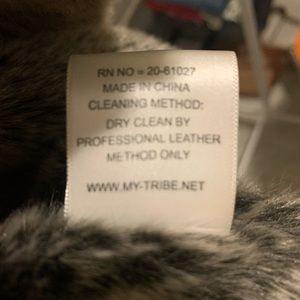 RN NO = 20-61027
MADE IN CHINA
CLEANING METHOD:
DRY CLEAN BY
PROFESSIONAL LEATHER
METHOD ONLY
WWW.MY-TRIBE.NET